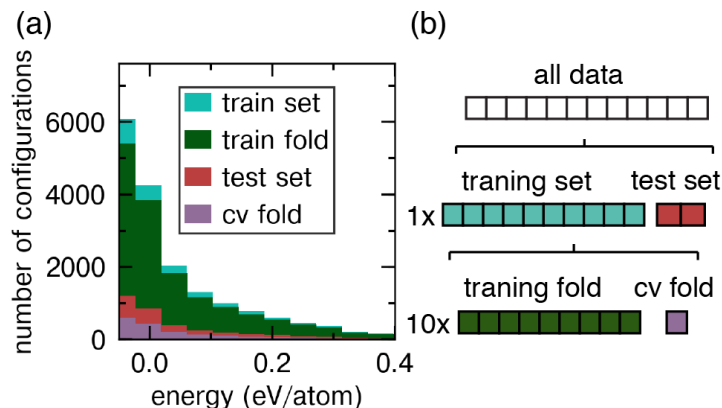 (a)
number of configurations
6000
4000
2000
0
train set
train fold
test set
cv fold
0.0
0.2
0.4
energy (eV/atom)
(b)
all data
traning set
test set
1x
traning fold
cv fold
10x